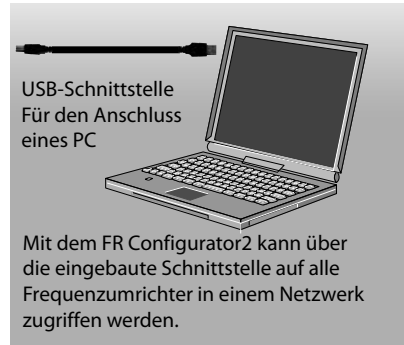 USB-Schnittstelle
Für den Anschluss
eines PC
Mit dem FR Configurator2 kann über
die eingebaute Schnittstelle auf alle
Frequenzumrichter in einem Netzwerk
zugriffen werden.